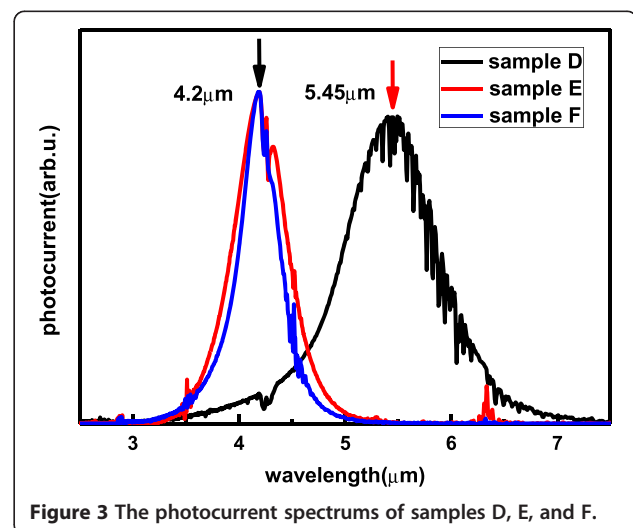 4.2μm
5.45μm
sample D
sample E
sample F
photocurrent(arb.u.)
3 4 5 6 7
wavelength(μm)
Figure 3 The photocurrent spectrums of samples D, E, and F.